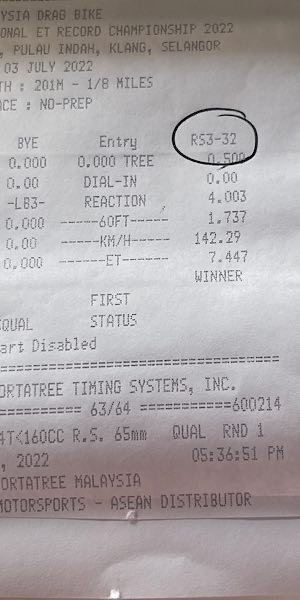 YSIA DRAG BIKE
ONAL ET RECORD CHAMPIONSHIP 2022
, PULAU INDAH, KLANG, SELANGOR
03 JULY 2022
TH : 201M - 1/8 MILES
ACE : NO-PREP
BYE Entry RS3-32
0.000 0.000 TREE 0.500
0.00 DIAL-IN 0.00
-LB3- REACTION 4.003
0.000 -----60FT----- 1.737
0.00 -----KM/H----- 142.29
0.000 ------ET------ 7.447
WINNER
FIRST
QUAL STATUS
art Disabled
====================================
ORTATREE TIMING SYSTEMS, INC.
========== 63/64 ===========600214
4T<160CC R.S. 65mm QUAL RND 1
, 2022 05:36:51 PM
ORTATREE MALAYSIA
MOTORSPORTS - ASEAN DISTRIBUTOR